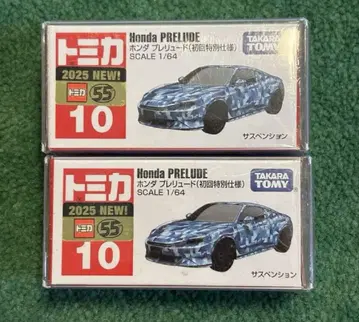 トミカ
2025 NEW!
トミカ 55
10
Honda PRELUDE
ホンダ プレリュード(初回特別仕様)
SCALE 1/64
TAKARA TOMY
サスペンション
トミカ
2025 NEW!
トミカ 55
10
Honda PRELUDE
ホンダ プレリュード(初回特別仕様)
SCALE 1/64
TAKARA TOMY
サスペンション